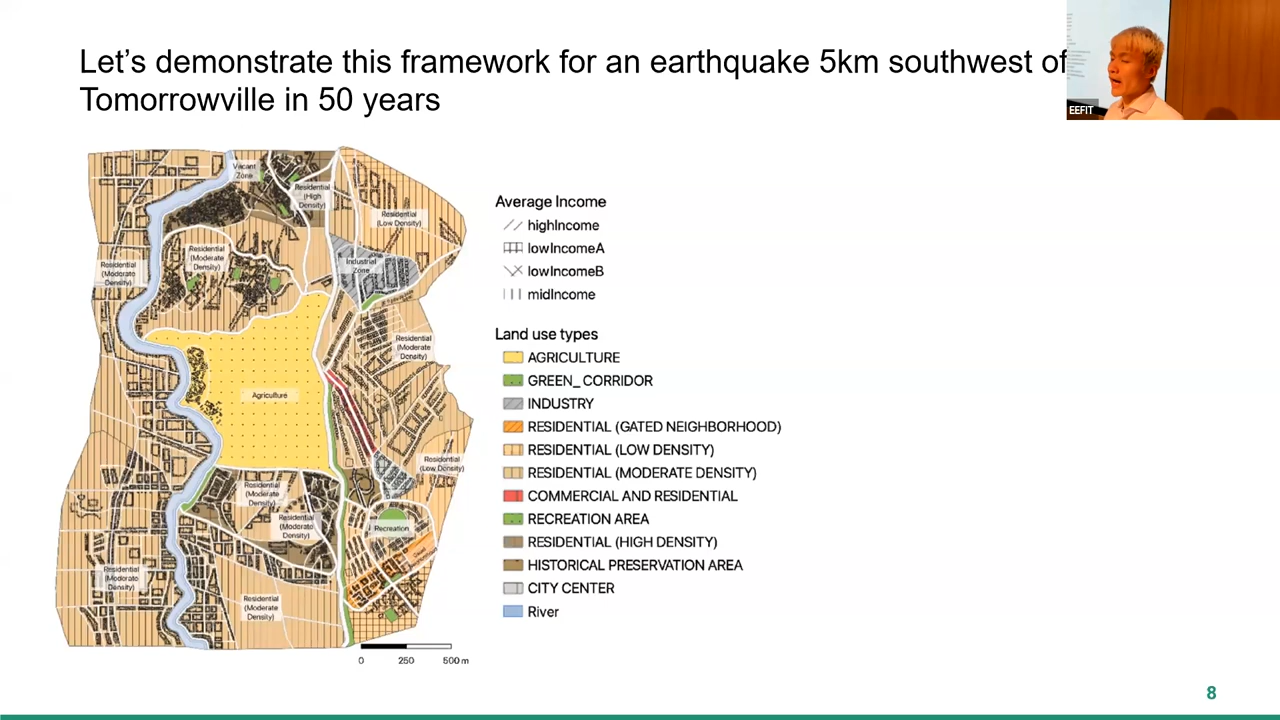 Let's demonstrate this framework for an earthquake 5km southwest of
Tomorrowville in 50 years
EEFIT
Vacant
Zone
Residential
(High
Density)
Residential
(Low Density)
Residential
(Moderate
Density)
Industrial
Zone
Residential
(Moderate
Density)
Residential
(Moderate
Density)
Agriculture
Residential
(Low Density)
Residential
(Moderate
Density)
Residential
(Moderate
Density)
Recreation
Residential
(Moderate
Density)
Residential
(Moderate
Density)
0 250 500 m
Average Income
highIncome
lowIncomeA
lowIncomeB
midIncome
Land use types
AGRICULTURE
GREEN_CORRIDOR
INDUSTRY
RESIDENTIAL (GATED NEIGHBORHOOD)
RESIDENTIAL (LOW DENSITY)
RESIDENTIAL (MODERATE DENSITY)
COMMERCIAL AND RESIDENTIAL
RECREATION AREA
RESIDENTIAL (HIGH DENSITY)
HISTORICAL PRESERVATION AREA
CITY CENTER
River
8